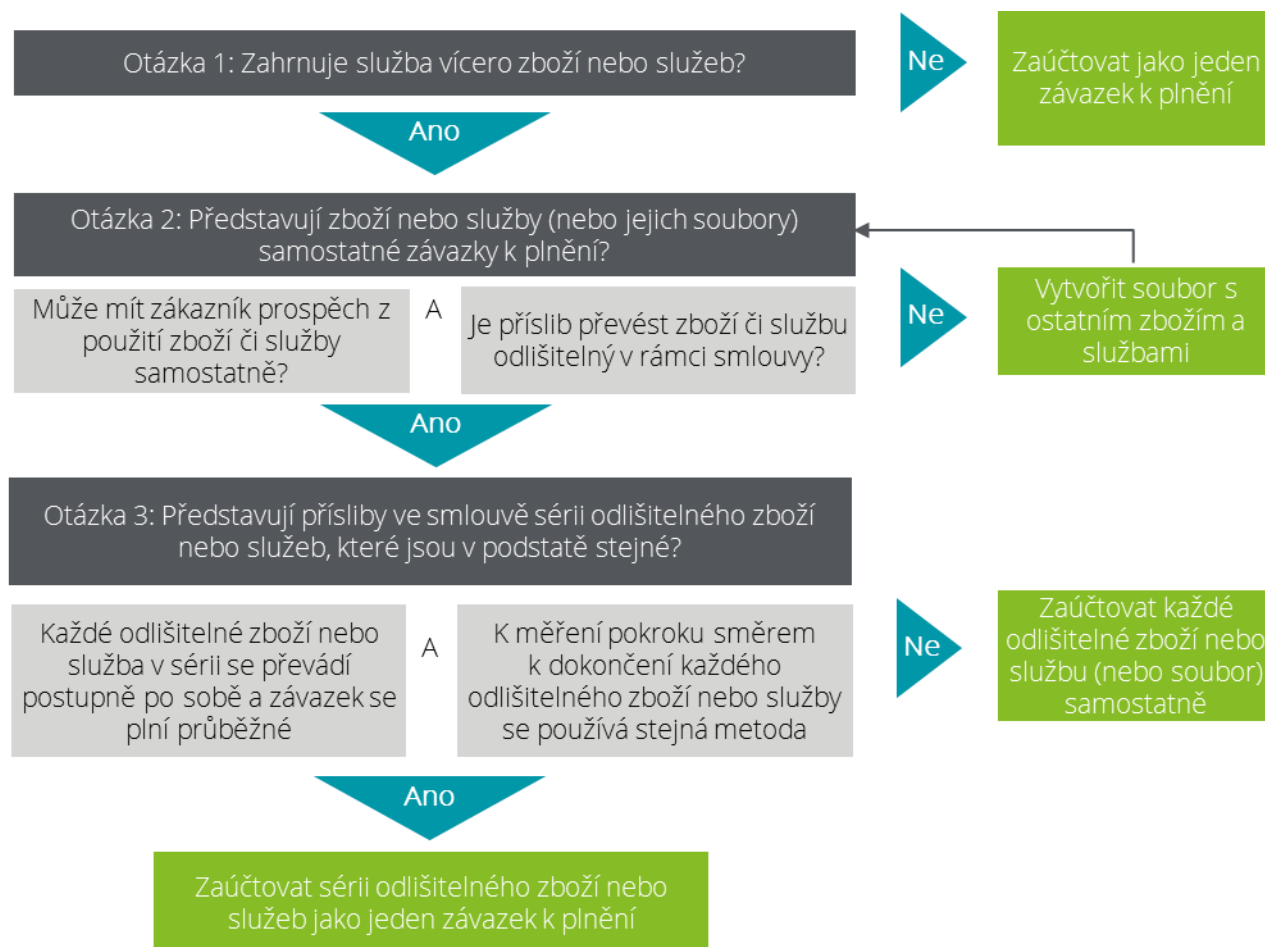 Otázka 1: Zahrnuje služba vícero zboží nebo služeb?
Ne
Zaúčtovat jako jeden
závazek k plnění
Ano
Otázka 2: Představují zboží nebo služby (nebo jejich soubory)
samostatné závazky k plnění?
Může mít zákazník prospěch z
použití zboží či služby
samostatně?
A
Je příslib převést zboží či službu
odlišitelný v rámci smlouvy?
Ne
Vytvořit soubor s
ostatním zbožím a
službami
Ano
Otázka 3: Představují přísliby ve smlouvě sérii odlišitelného zboží
nebo služeb, které jsou v podstatě stejné?
Každé odlišitelné zboží nebo
služba v sérii se převádí
postupně po sobě a závazek se
plní průběžné
A
K měření pokroku směrem
k dokončení každého
odlišitelného zboží nebo služby
se používá stejná metoda
Ne
Zaúčtovat každé
odlišitelné zboží nebo
službu (nebo soubor)
samostatně
Ano
Zaúčtovat sérii odlišitelného zboží nebo
služeb jako jeden závazek k plnění